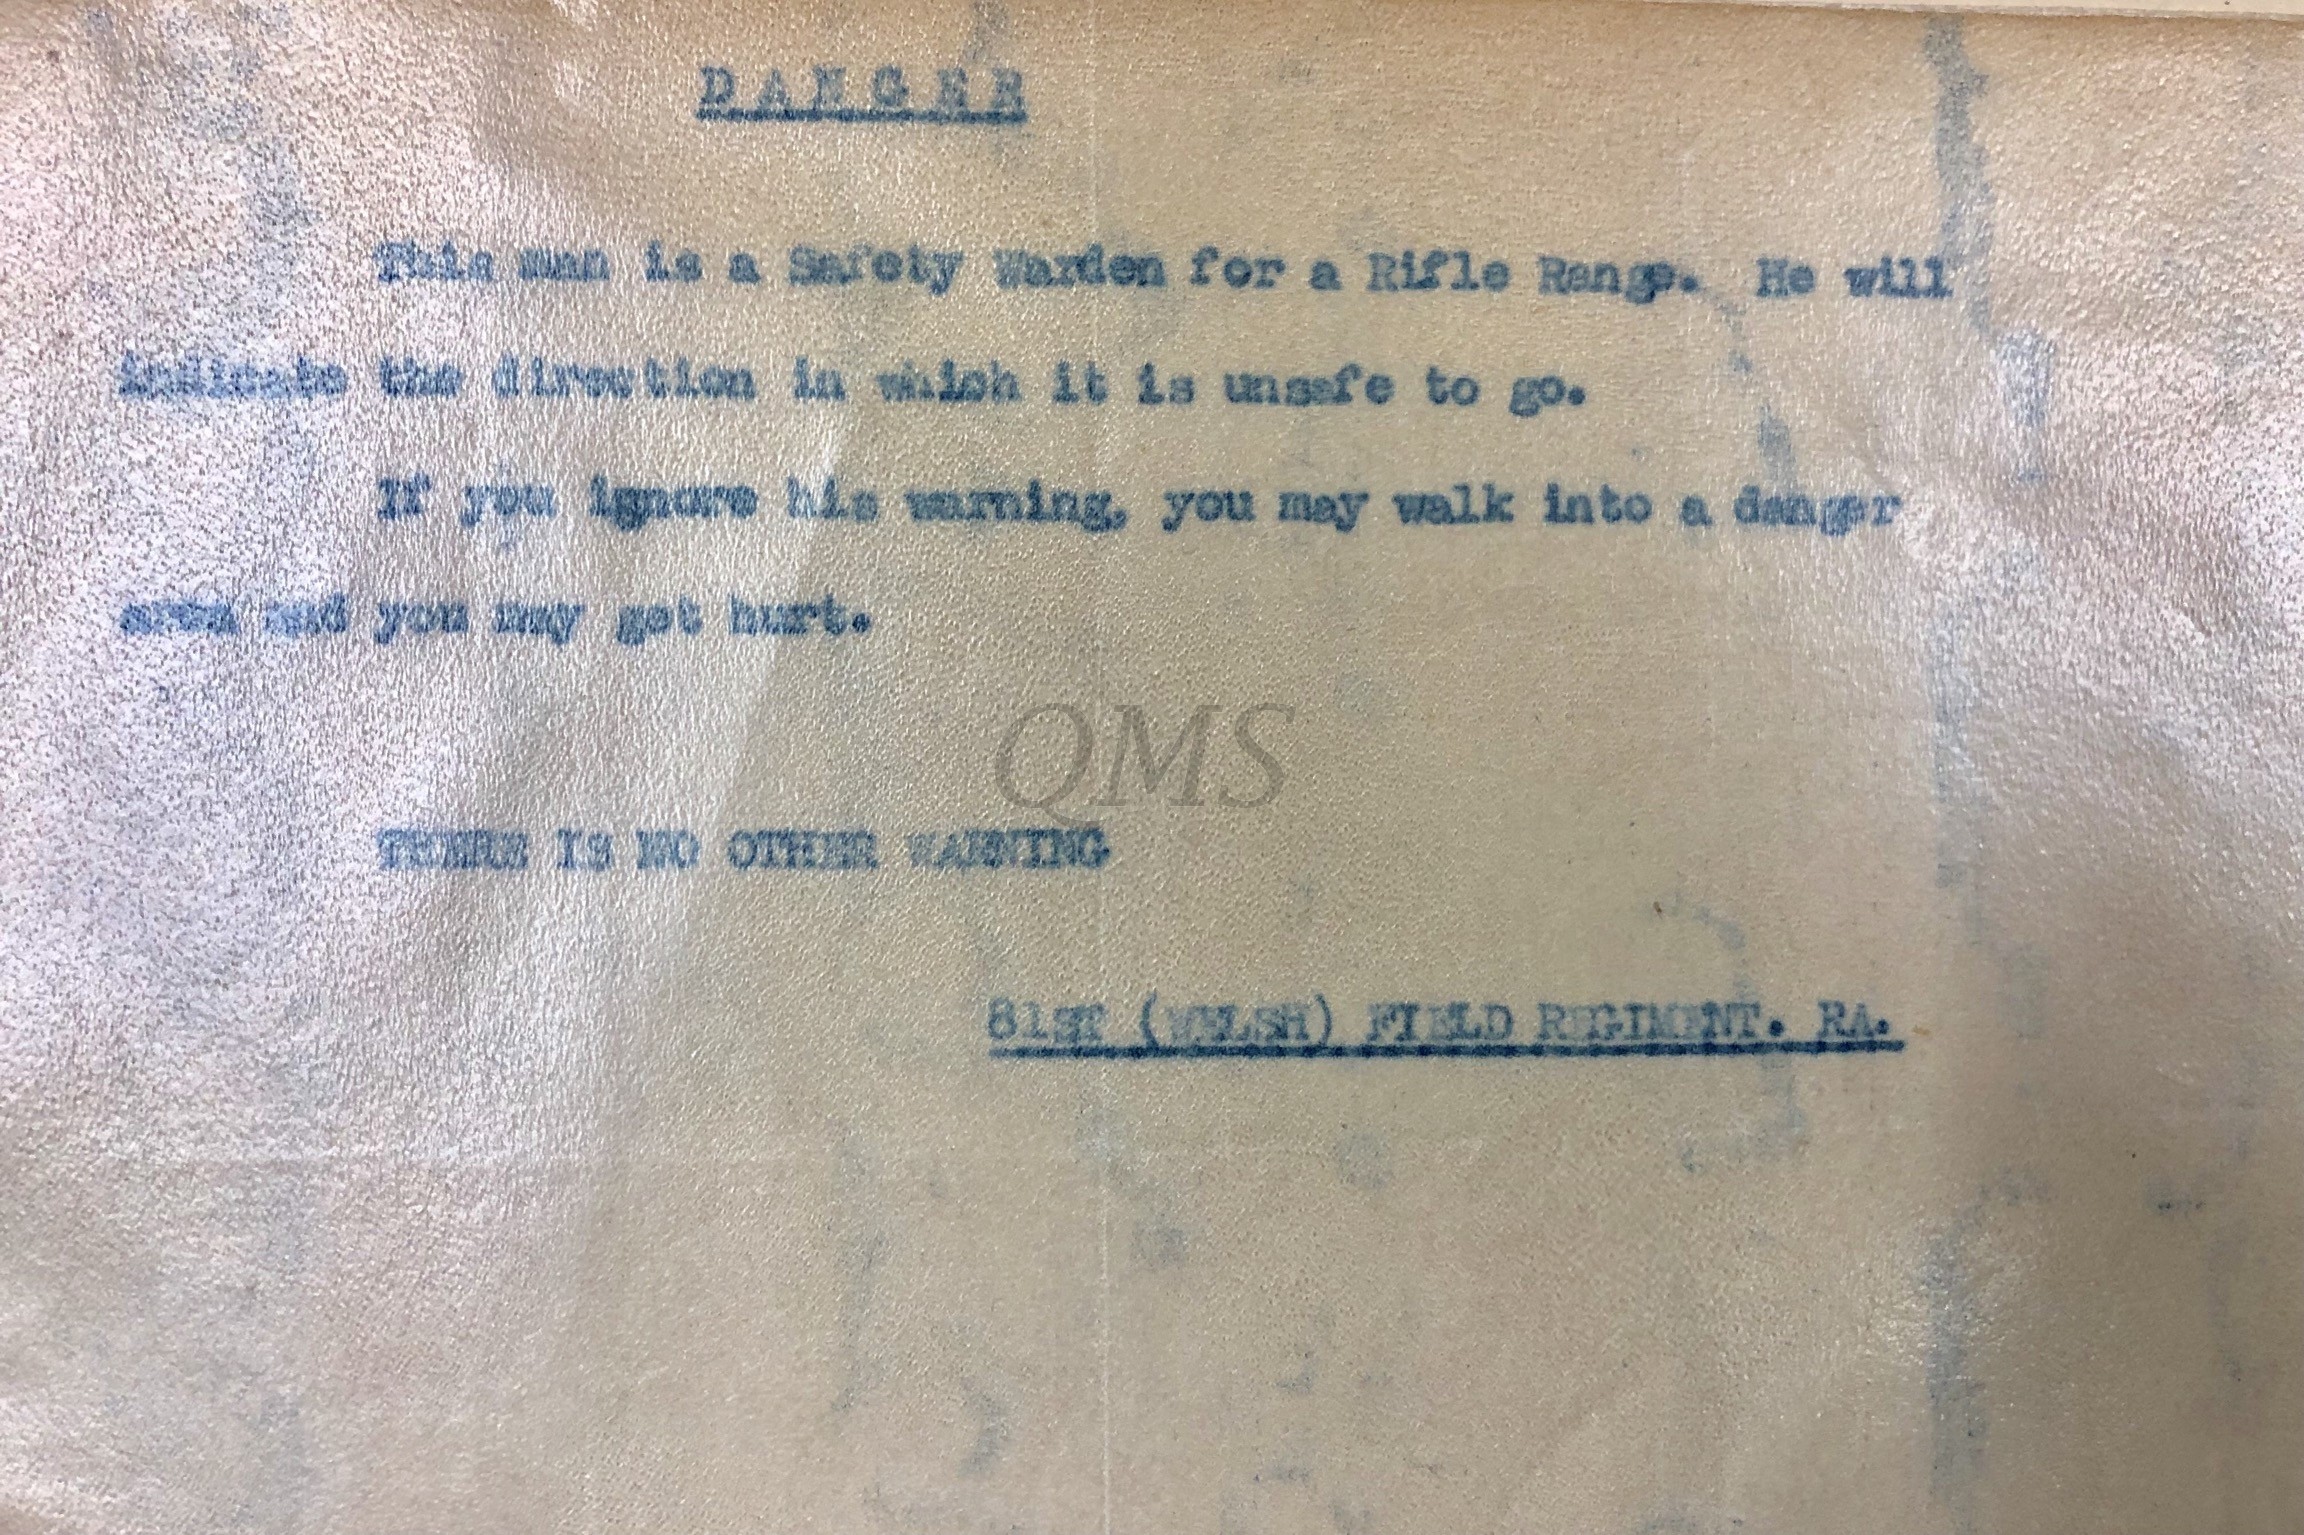 DANGER
This man is a Safety Warden for a Rifle Range. He will
indicate the direction in which it is unsafe to go.
If you ignore his warning, you may walk into a danger
area and you may get hurt.
QMS
THERE IS NO OTHER WARNING
81ST (WELSH) FIELD REGIMENT. RA.